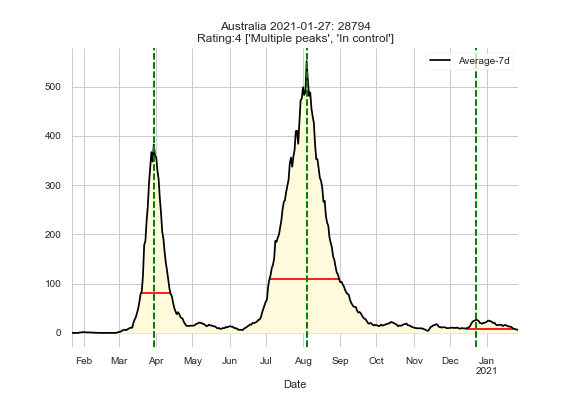 Australia 2021-01-27: 28794
Rating:4 ['Multiple peaks', 'In control']
Average-7d
500
400
300
200
100
0
Feb Mar Apr May Jun Jul Aug Sep Oct Nov Dec Jan
2021
Date